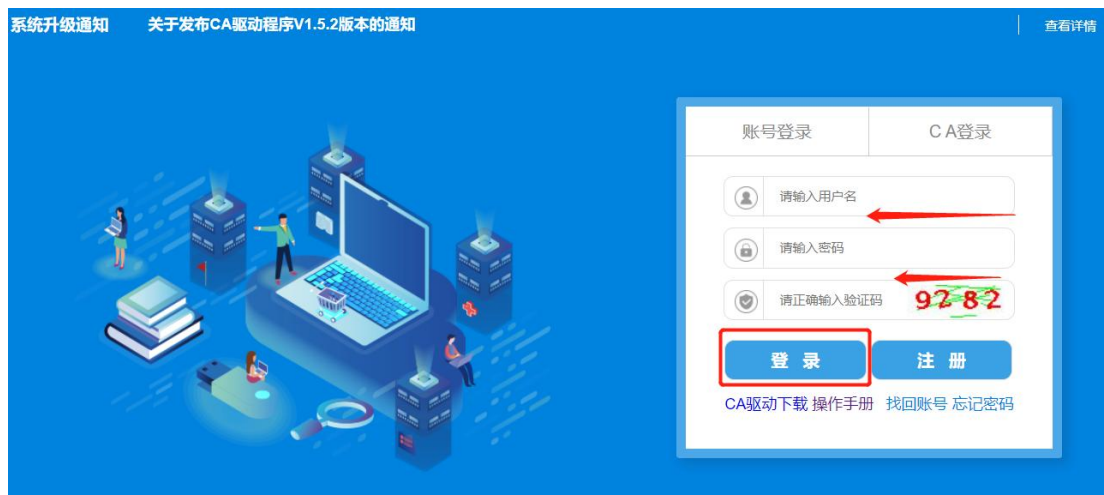 系统升级通知 关于发布CA驱动程序V1.5.2版本的通知 查看详情
账号登录 CA登录
请输入用户名
请输入密码
请正确输入验证码 9282
登 录 注 册
CA驱动下载 操作手册 找回账号 忘记密码